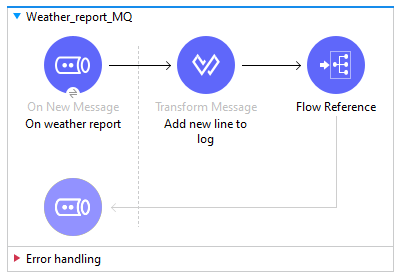 Weather_report_MQ
On New Message
On weather report
Transform Message
Add new line to
log
Flow Reference
Error handling